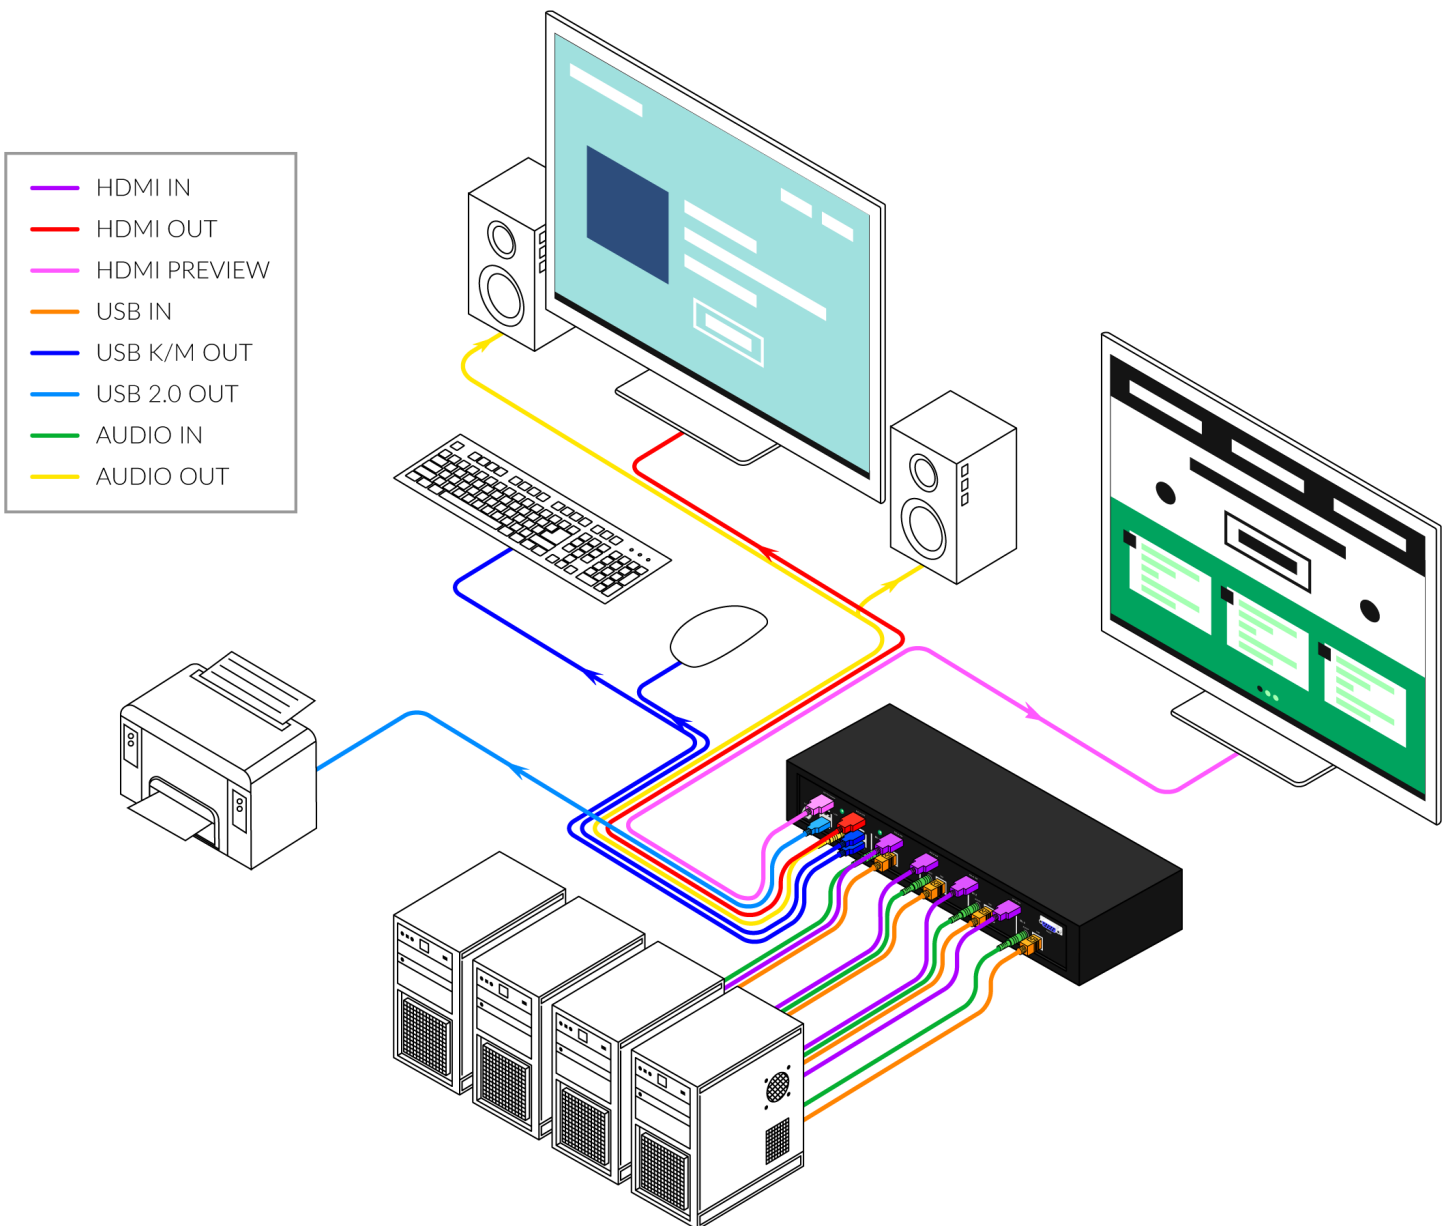 HDMI IN
HDMI OUT
HDMI PREVIEW
USB IN
USB K/M OUT
USB 2.0 OUT
AUDIO IN
AUDIO OUT